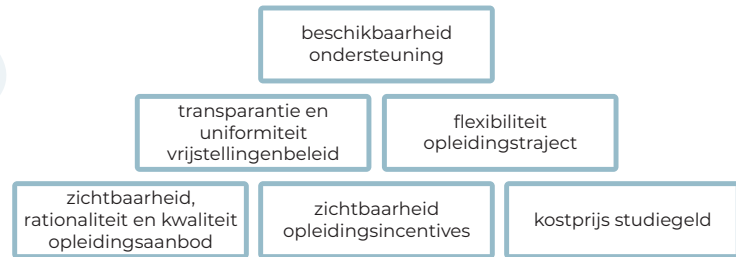 beschikbaarheid
ondersteuning
transparantie en
uniformiteit
vrijstellingenbeleid
flexibiliteit
opleidingstraject
zichtbaarheid,
rationaliteit en kwaliteit
opleidingsaanbod
zichtbaarheid
opleidingsincentives
kostprijs studiegeld